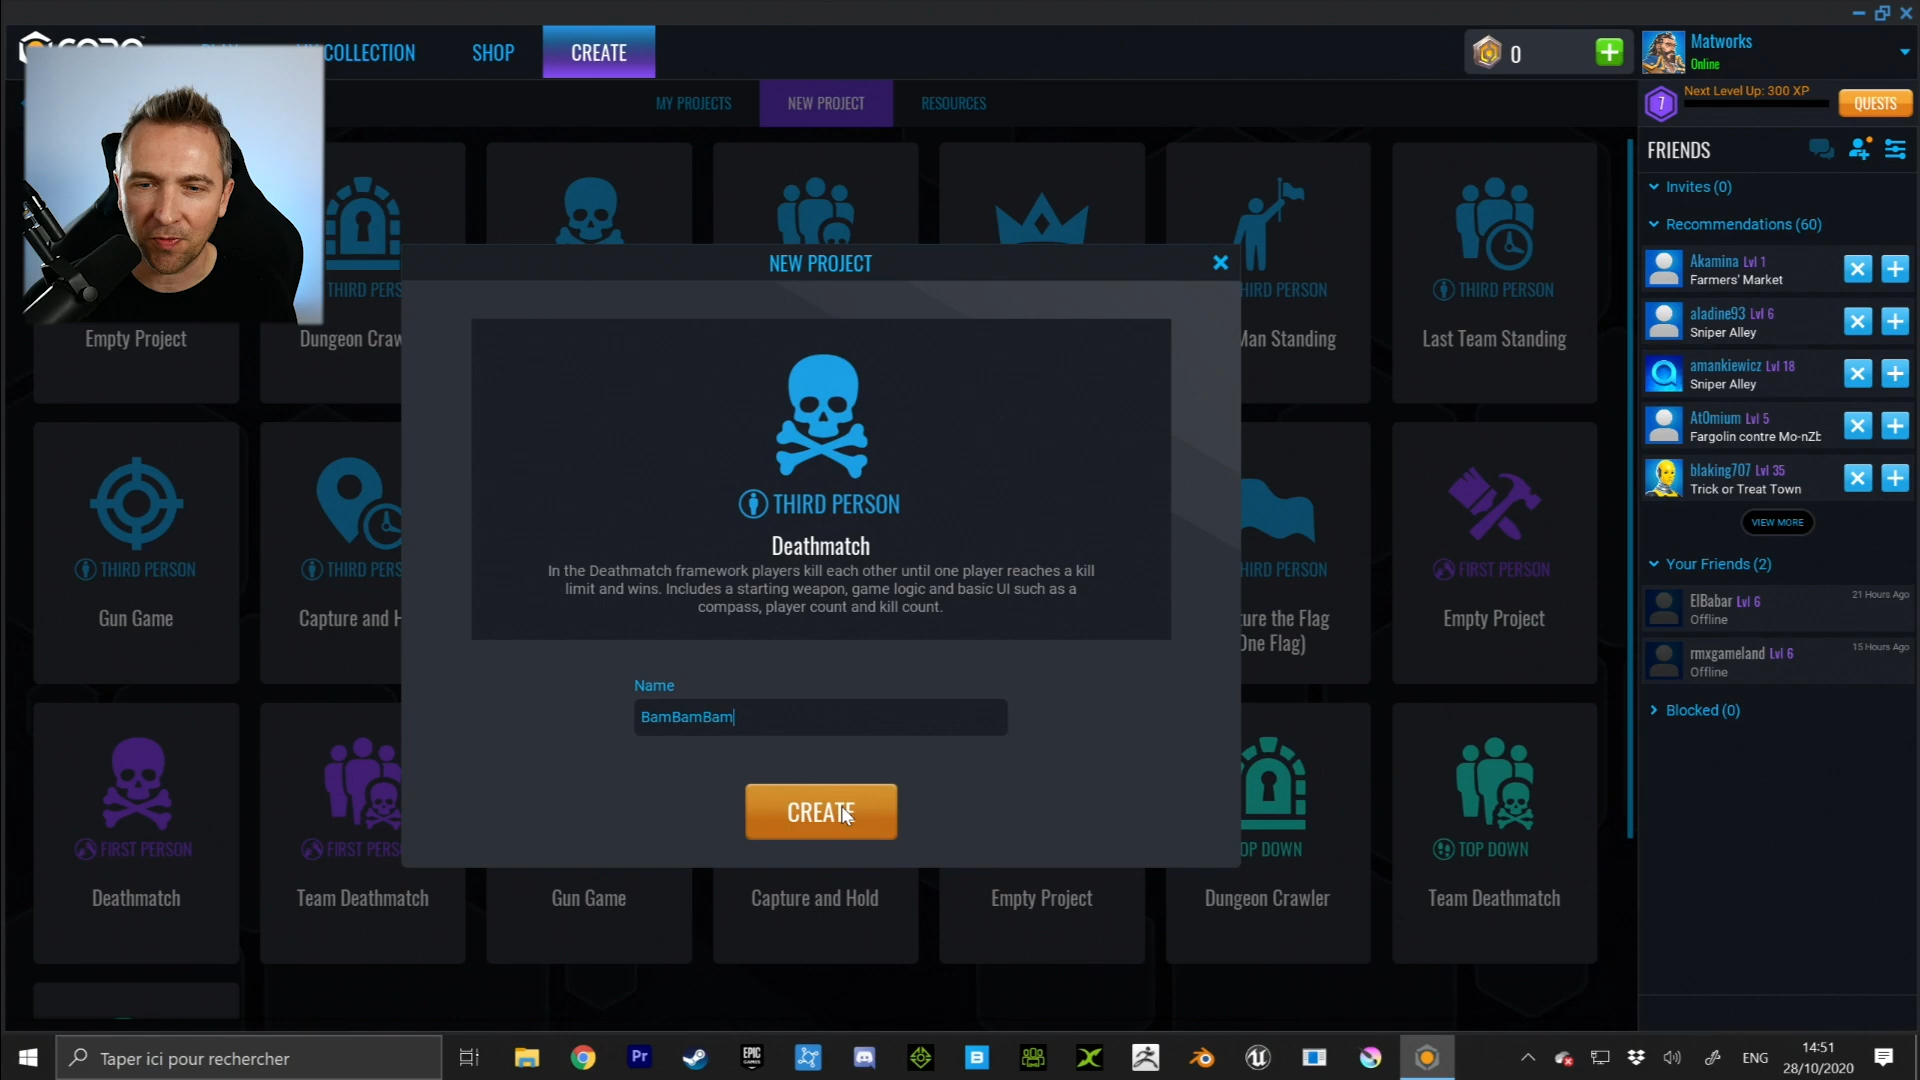 CORE
COLLECTION
SHOP
CREATE
0
Matworks
Online
7
Next Level Up: 300 XP
QUESTS
MY PROJECTS
NEW PROJECT
RESOURCES
FRIENDS
Invites (0)
Recommendations (60)
Akamina Lvl 1
Farmers' Market
aladine93 Lvl 6
Sniper Alley
amankiewicz Lvl 18
Sniper Alley
At0mium Lvl 5
Fargolin contre Mo-nZb
blaking707 Lvl 35
Trick or Treat Town
VIEW MORE
Your Friends (2)
ElBabar Lvl 6
21 Hours Ago
Offline
rmxgameland Lvl 6
15 Hours Ago
Offline
Blocked (0)
NEW PROJECT
THIRD PERSON
Deathmatch
In the Deathmatch framework players kill each other until one player reaches a kill
limit and wins. Includes a starting weapon, game logic and basic UI such as a
compass, player count and kill count.
Name
BamBamBam
CREATE
THIRD PERS
HIRD PERSON
THIRD PERSON
Empty Project
Dungeon Craw
Man Standing
Last Team Standing
THIRD PERSON
THIRD PERS
HIRD PERSON
FIRST PERSON
Gun Game
Capture and H
ture the Flag
One Flag)
Empty Project
FIRST PERSON
FIRST PERS
OP DOWN
TOP DOWN
Deathmatch
Team Deathmatch
Gun Game
Capture and Hold
Empty Project
Dungeon Crawler
Team Deathmatch
Taper ici pour rechercher
Pr
EPIC
GAMES
B
ENG
14:51
28/10/2020